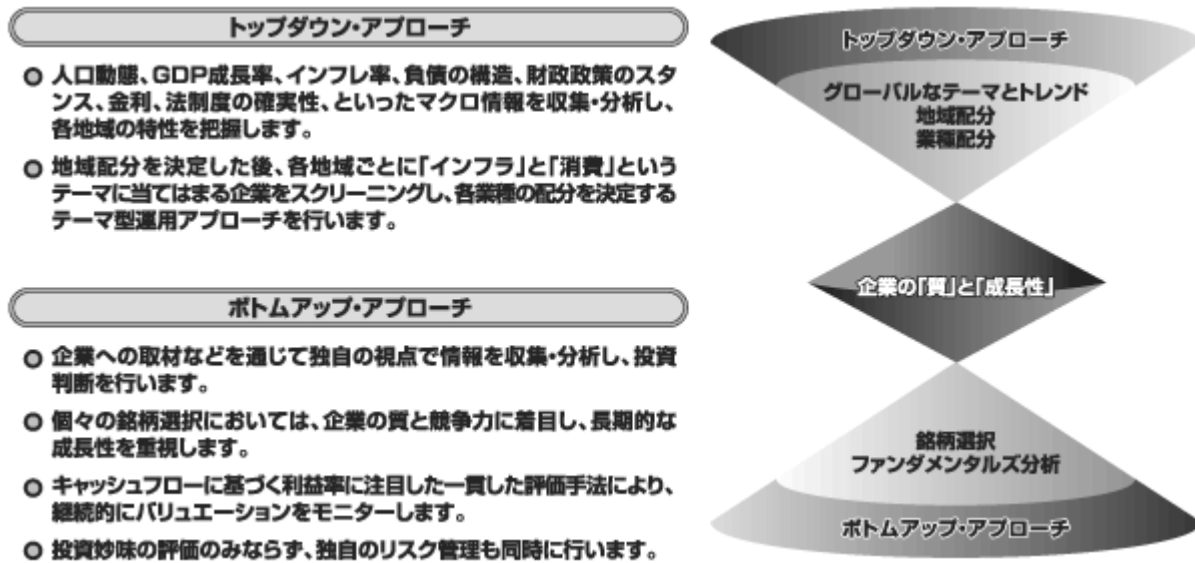 トップダウン・アプローチ
○ 人口動態、GDP成長率、インフレ率、負債の構造、財政政策のスタ
ンス、金利、法制度の確実性、といったマクロ情報を収集・分析し、
各地域の特性を把握します。
○ 地域配分を決定した後、各地域ごとに「インフラ」と「消費」という
テーマに当てはまる企業をスクリーニングし、各業種の配分を決定する
テーマ型運用アプローチを行います。
ボトムアップ・アプローチ
○ 企業への取材などを通じて独自の視点で情報を収集・分析し、投資
判断を行います。
○ 個々の銘柄選択においては、企業の質と競争力に着目し、長期的な
成長性を重視します。
○ キャッシュフローに基づく利益率に注目した一貫した評価手法により、
継続的にバリュエーションをモニターします。
○ 投資妙味の評価のみならず、独自のリスク管理も同時に行います。
トップダウン・アプローチ
グローバルなテーマとトレンド
地域配分
業種配分
企業の「質」と「成長性」
銘柄選択
ファンダメンタルズ分析
ボトムアップ・アプローチ